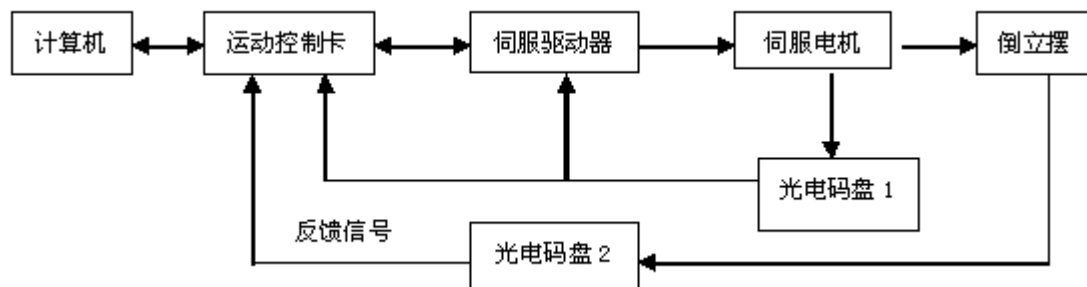 计算机
运动控制卡
伺服驱动器
伺服电机
倒立摆
光电码盘 1
反馈信号
光电码盘 2